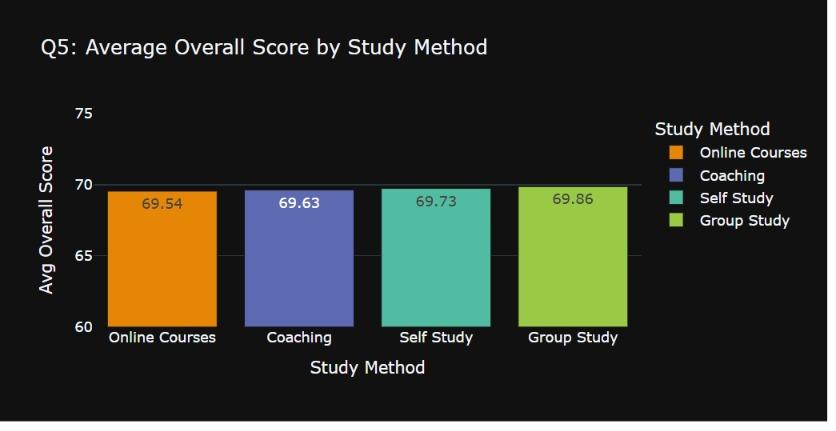 Q5: Average Overall Score by Study Method
75
70
65
60
Avg Overall Score
69.54
69.63
69.73
69.86
Online Courses
Coaching
Self Study
Group Study
Study Method
Study Method
Online Courses
Coaching
Self Study
Group Study